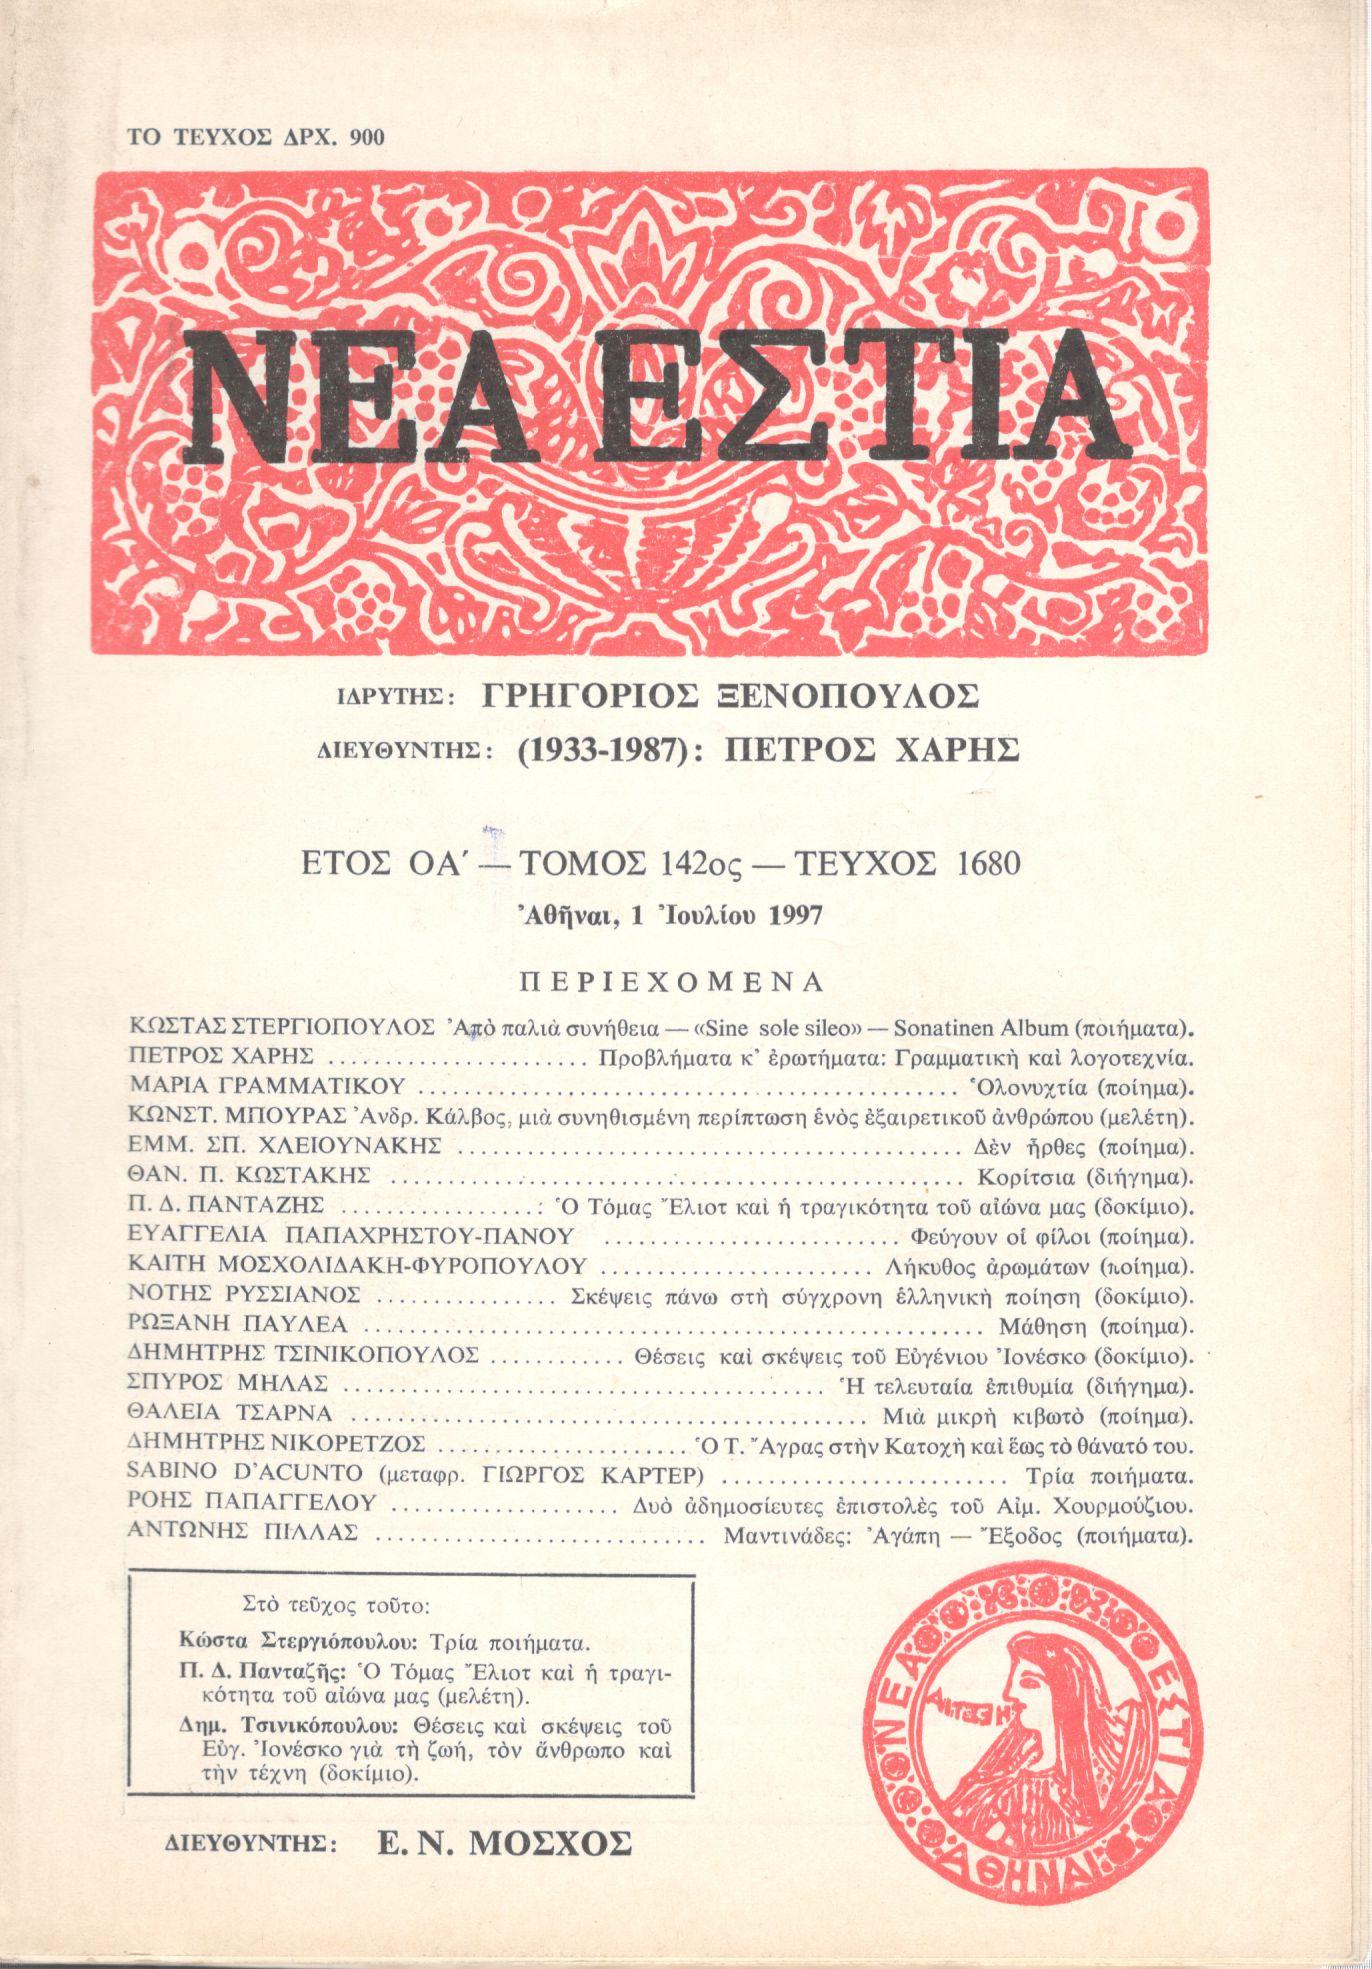 ΤΟ ΤΕΥΧΟΣ ΔΡΧ. 900
ΝΕΑ ΕΣΤΙΑ
ΙΔΡΥΤΗΣ: ΓΡΗΓΟΡΙΟΣ ΞΕΝΟΠΟΥΛΟΣ
ΔΙΕΥΘΥΝΤΗΣ: (1933-1987): ΠΕΤΡΟΣ ΧΑΡΗΣ
ΕΤΟΣ ΟΑ΄ — ΤΟΜΟΣ 142ος — ΤΕΥΧΟΣ 1680
Ἀθῆναι, 1 Ἰουλίου 1997
ΠΕΡΙΕΧΟΜΕΝΑ
ΚΩΣΤΑΣ ΣΤΕΡΓΙΟΠΟΥΛΟΣ Ἀπὸ παλιὰ συνήθεια — «Sine sole sileo» — Sonatinen Album (ποιήματα).
ΠΕΤΡΟΣ ΧΑΡΗΣ ........................ Προβλήματα κ' ἐρωτήματα: Γραμματικὴ καὶ λογοτεχνία.
ΜΑΡΙΑ ΓΡΑΜΜΑΤΙΚΟΥ .................................................. Ὁλονυχτία (ποίημα).
ΚΩΝΣΤ. ΜΠΟΥΡΑΣ Ἀνδρ. Κάλβος, μιὰ συνηθισμένη περίπτωση ἑνὸς ἐξαιρετικοῦ ἀνθρώπου (μελέτη).
ΕΜΜ. ΣΠ. ΧΛΕΙΟΥΝΑΚΗΣ ............................................... Δὲν ἦρθες (ποίημα).
ΘΑΝ. Π. ΚΩΣΤΑΚΗΣ ..................................................... Κορίτσια (διήγημα).
Π. Δ. ΠΑΝΤΑΖΗΣ ..................: Ὁ Τόμας Ἔλιοτ καὶ ἡ τραγικότητα τοῦ αἰώνα μας (δοκίμιο).
ΕΥΑΓΓΕΛΙΑ ΠΑΠΑΧΡΗΣΤΟΥ-ΠΑΝΟΥ ........................... Φεύγουν οἱ φίλοι (ποίημα).
ΚΑΙΤΗ ΜΟΣΧΟΛΙΔΑΚΗ-ΦΥΡΟΠΟΥΛΟΥ ......................... Λήκυθος ἀρωμάτων (ποίημα).
ΝΟΤΗΣ ΡΥΣΣΙΑΝΟΣ ................ Σκέψεις πάνω στὴ σύγχρονη ἑλληνικὴ ποίηση (δοκίμιο).
ΡΩΞΑΝΗ ΠΑΥΛΕΑ ......................................................... Μάθηση (ποίημα).
ΔΗΜΗΤΡΗΣ ΤΣΙΝΙΚΟΠΟΥΛΟΣ ............ Θέσεις καὶ σκέψεις τοῦ Εὐγένιου Ἰονέσκο (δοκίμιο).
ΣΠΥΡΟΣ ΜΗΛΑΣ ............................................ Ἡ τελευταία ἐπιθυμία (διήγημα).
ΘΑΛΕΙΑ ΤΣΑΡΝΑ ............................................... Μιὰ μικρὴ κιβωτὸ (ποίημα).
ΔΗΜΗΤΡΗΣ ΝΙΚΟΡΕΤΖΟΣ ....................... Ὁ Τ. Ἄγρας στὴν Κατοχὴ καὶ ἕως τὸ θάνατό του.
SABINO D'ACUNTO (μεταφρ. ΓΙΩΡΓΟΣ ΚΑΡΤΕΡ) .......................... Τρία ποιήματα.
ΡΟΗΣ ΠΑΠΑΓΓΕΛΟΥ ..................... Δυὸ ἀδημοσίευτες ἐπιστολὲς τοῦ Αἰμ. Χουρμούζιου.
ΑΝΤΩΝΗΣ ΠΙΛΛΑΣ .............................. Μαντινάδες: Ἀγάπη — Ἔξοδος (ποιήματα).
Στὸ τεῦχος τοῦτο:
Κώστα Στεργιόπουλου: Τρία ποιήματα.
Π. Δ. Πανταζῆς: Ὁ Τόμας Ἔλιοτ καὶ ἡ τραγι-
κότητα τοῦ αἰώνα μας (μελέτη).
Δημ. Τσινικόπουλου: Θέσεις καὶ σκέψεις τοῦ
Εὐγ. Ἰονέσκο γιὰ τὴ ζωή, τὸν ἄνθρωπο καὶ
τὴν τέχνη (δοκίμιο).
ΝΕΑ ΕΣΤΙΑ
ΑΘΗΝΑΙ
ΔΙΕΥΘΥΝΤΗΣ: Ε. Ν. ΜΟΣΧΟΣ